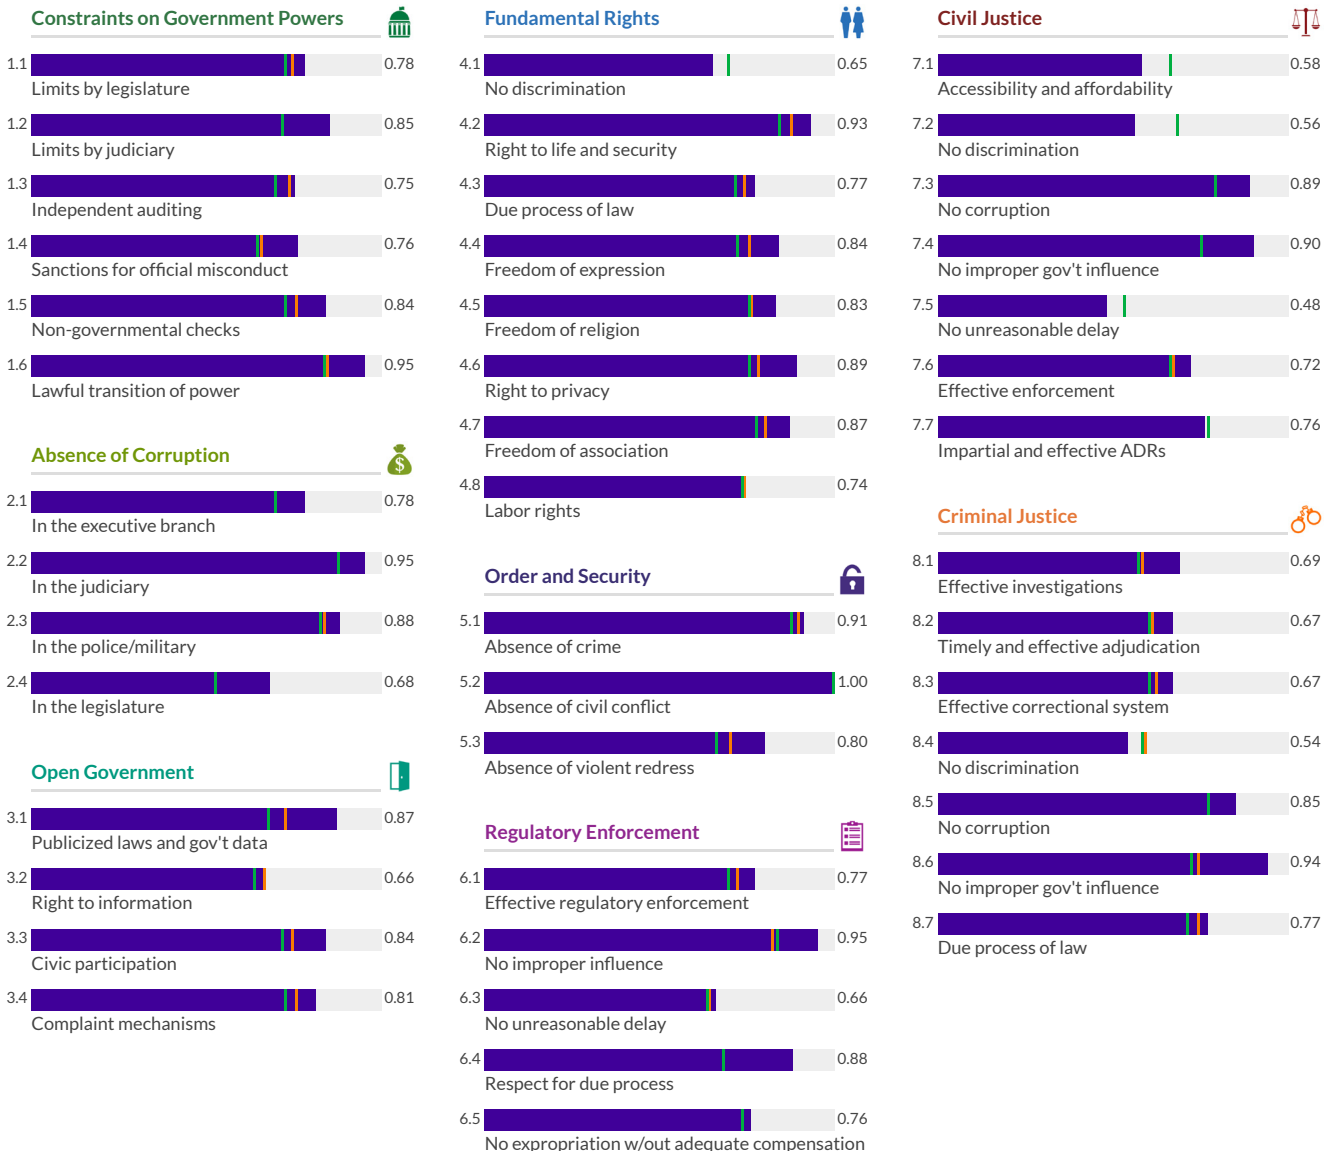 Constraints on Government Powers
1.1 0.78
Limits by legislature
1.2 0.85
Limits by judiciary
1.3 0.75
Independent auditing
1.4 0.76
Sanctions for official misconduct
1.5 0.84
Non-governmental checks
1.6 0.95
Lawful transition of power
Absence of Corruption
$
2.1 0.78
In the executive branch
2.2 0.95
In the judiciary
2.3 0.88
In the police/military
2.4 0.68
In the legislature
Open Government
3.1 0.87
Publicized laws and gov't data
3.2 0.66
Right to information
3.3 0.84
Civic participation
3.4 0.81
Complaint mechanisms
Fundamental Rights
4.1 0.65
No discrimination
4.2 0.93
Right to life and security
4.3 0.77
Due process of law
4.4 0.84
Freedom of expression
4.5 0.83
Freedom of religion
4.6 0.89
Right to privacy
4.7 0.87
Freedom of association
4.8 0.74
Labor rights
Order and Security
5.1 0.91
Absence of crime
5.2 1.00
Absence of civil conflict
5.3 0.80
Absence of violent redress
Regulatory Enforcement
6.1 0.77
Effective regulatory enforcement
6.2 0.95
No improper influence
6.3 0.66
No unreasonable delay
6.4 0.88
Respect for due process
6.5 0.76
No expropriation w/out adequate compensation
Civil Justice
7.1 0.58
Accessibility and affordability
7.2 0.56
No discrimination
7.3 0.89
No corruption
7.4 0.90
No improper gov't influence
7.5 0.48
No unreasonable delay
7.6 0.72
Effective enforcement
7.7 0.76
Impartial and effective ADRs
Criminal Justice
8.1 0.69
Effective investigations
8.2 0.67
Timely and effective adjudication
8.3 0.67
Effective correctional system
8.4 0.54
No discrimination
8.5 0.85
No corruption
8.6 0.94
No improper gov't influence
8.7 0.77
Due process of law